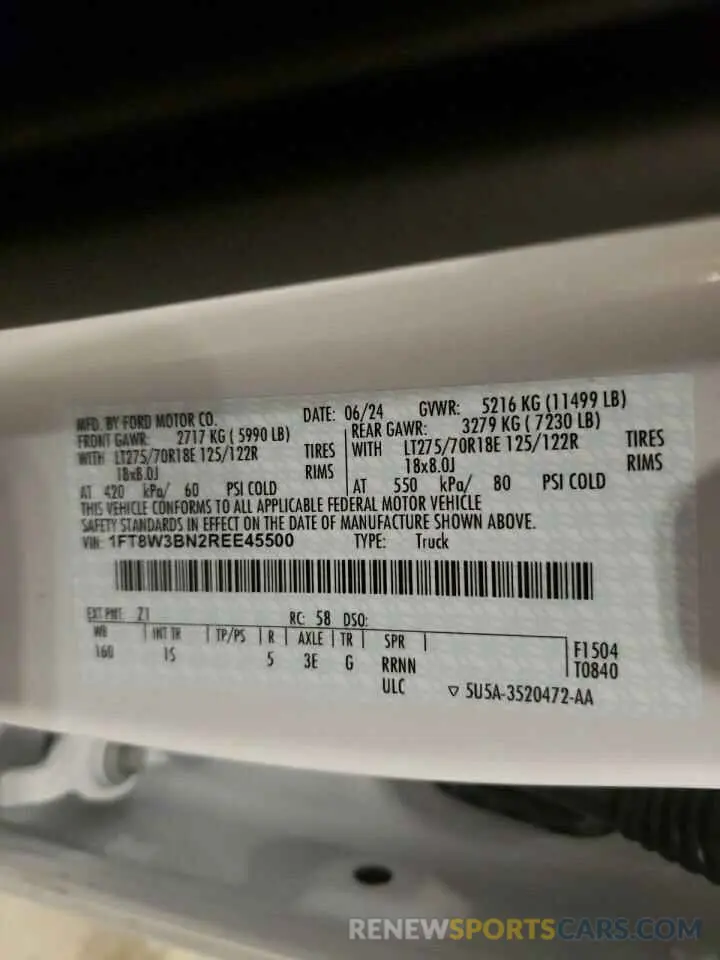 MFD. BY FORD MOTOR CO. DATE: 06/24 GVWR: 5216 KG (11499 LB)
FRONT GAWR: 2717 KG ( 5990 LB) REAR GAWR: 3279 KG ( 7230 LB)
WITH LT275/70R18E 125/122R TIRES WITH LT275/70R18E 125/122R TIRES
18x8.0J RIMS 18x8.0J RIMS
AT 420 kPa/ 60 PSI COLD AT 550 kPa/ 80 PSI COLD
THIS VEHICLE CONFORMS TO ALL APPLICABLE FEDERAL MOTOR VEHICLE
SAFETY STANDARDS IN EFFECT ON THE DATE OF MANUFACTURE SHOWN ABOVE.
VIN: 1FT8W3BN2REE45500 TYPE: Truck
EXT PNT: Z1 RC: 58 DSO:
WB INT TR TP/PS R AXLE TR SPR F1504
160 IS 5 3E G RRNN T0840
ULC ▽ SU5A-3520472-AA
RENEWSPORTSCARS.COM